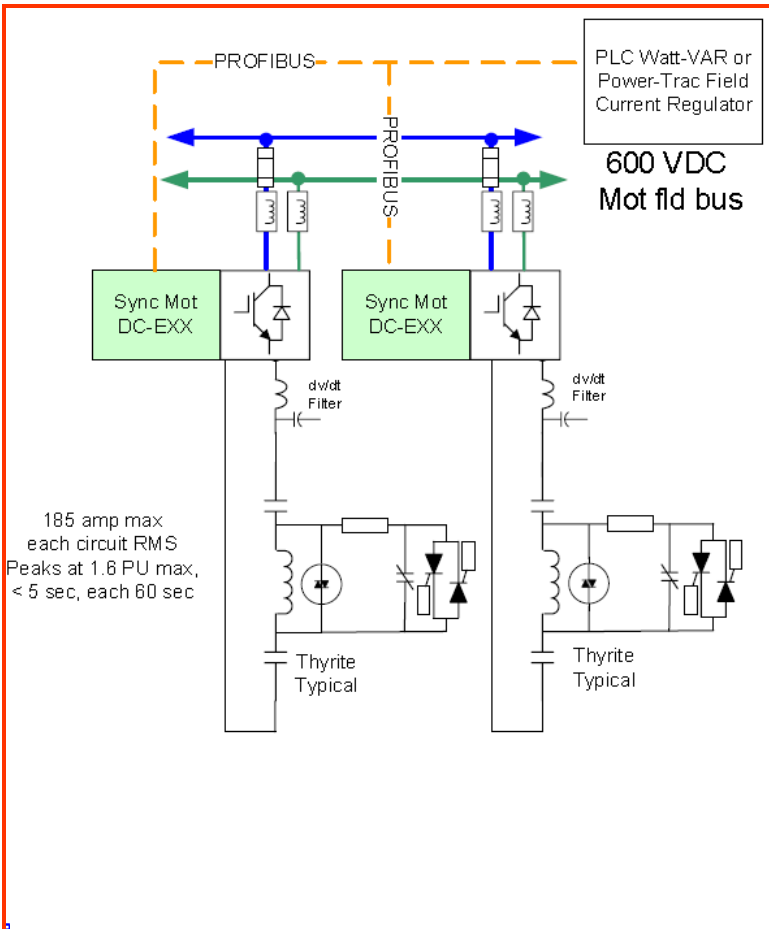 PROFIBUS
PLC Watt-VAR or
Power-Trac Field
Current Regulator
PROFIBUS
600 VDC
Mot fld bus
Sync Mot
DC-EXX
Sync Mot
DC-EXX
dv/dt
Filter
dv/dt
Filter
185 amp max
each circuit RMS
Peaks at 1.6 PU max,
< 5 sec, each 60 sec
Thyrite
Typical
Thyrite
Typical